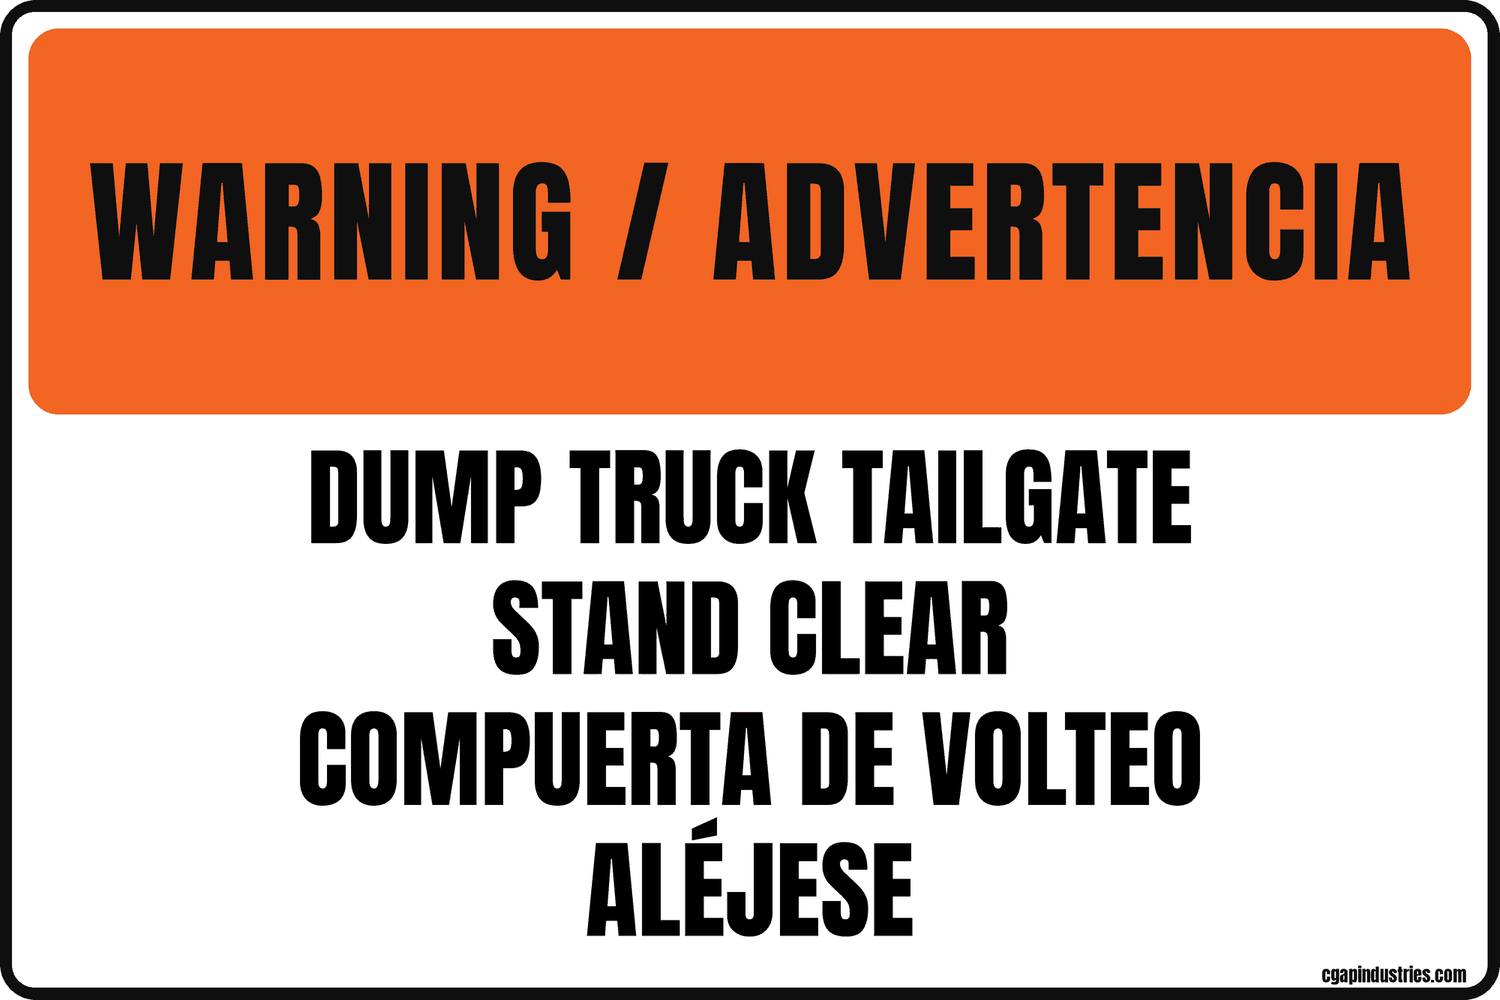 WARNING / ADVERTENCIA
DUMP TRUCK TAILGATE
STAND CLEAR
COMPUERTA DE VOLTEO
ALÉJESE
cgapindustries.com